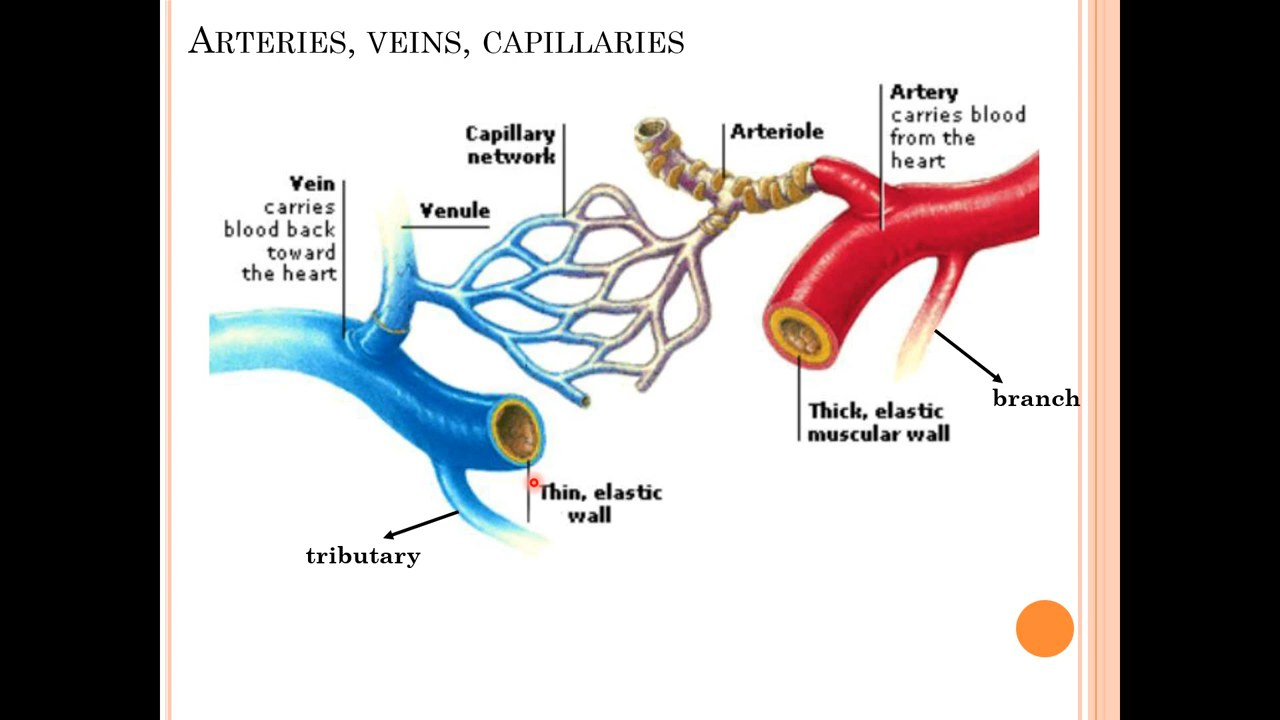 ARTERIES, VEINS, CAPILLARIES
Artery
carries blood
from the
heart
Arteriole
Capillary
network
Vein
carries
blood back
toward
the heart
Venule
branch
Thick, elastic
muscular wall
Thin, elastic
wall
tributary